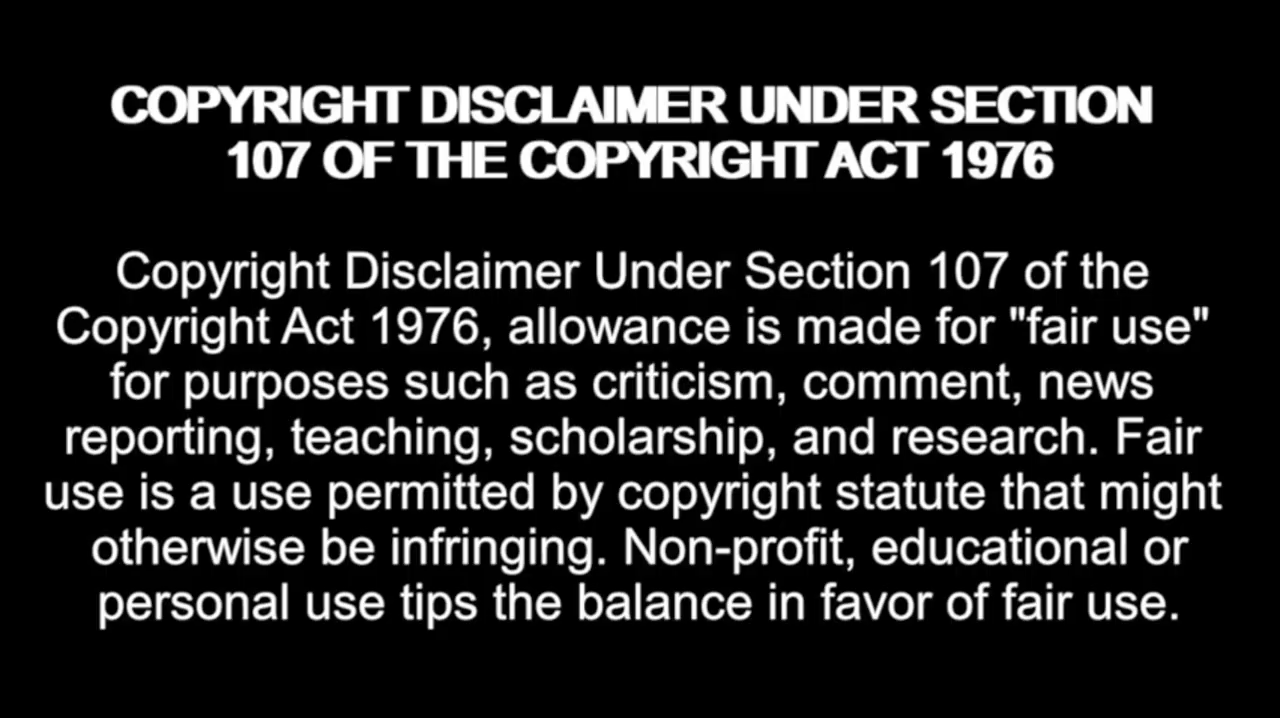 COPYRIGHT DISCLAIMER UNDER SECTION
107 OF THE COPYRIGHT ACT 1976
Copyright Disclaimer Under Section 107 of the
Copyright Act 1976, allowance is made for "fair use"
for purposes such as criticism, comment, news
reporting, teaching, scholarship, and research. Fair
use is a use permitted by copyright statute that might
otherwise be infringing. Non-profit, educational or
personal use tips the balance in favor of fair use.